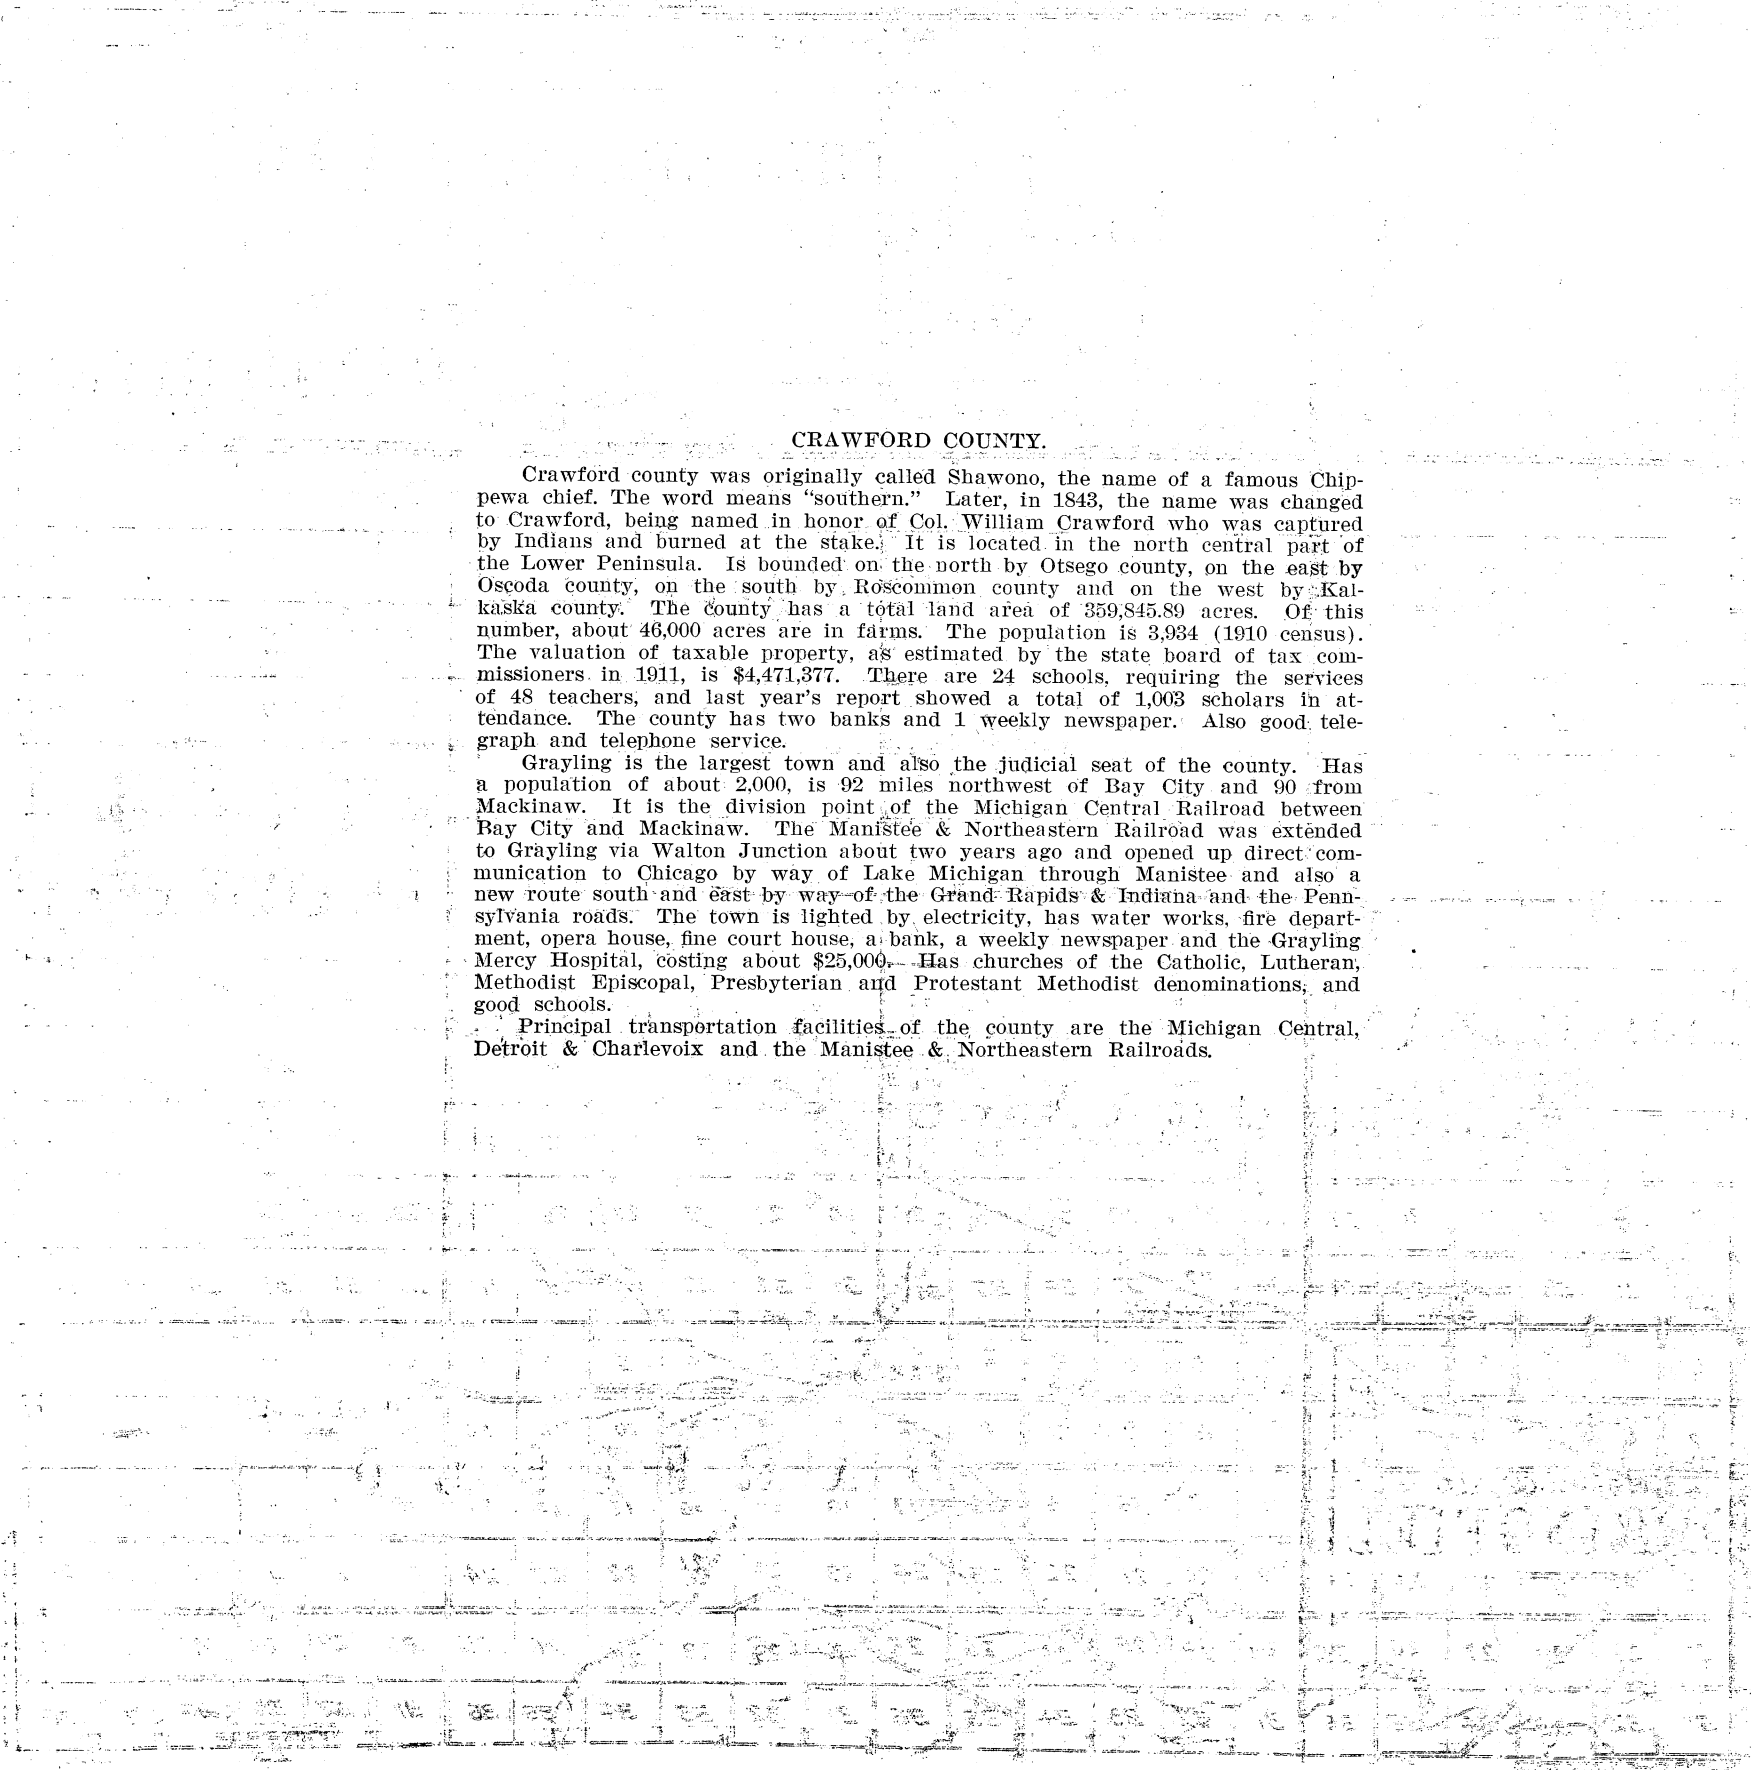 CRAWFORD COUNTY.
Crawford county was originally called Shawono, the name of a famous Chip-
pewa chief. The word means “southern.” Later, in 1843, the name was changed
to Crawford, being named in honor of Col. William Crawford who was captured
by Indians and burned at the stake. It is located in the north central part of
the Lower Peninsula. Is bounded on the north by Otsego county, on the east by
Oscoda county, on the south by Roscommon county and on the west by Kal-
kaska county. The county has a total land area of 359,845.89 acres. Of this
number, about 46,000 acres are in farms. The population is 3,934 (1910 census).
The valuation of taxable property, as estimated by the state board of tax com-
missioners in 1911, is $4,471,377. There are 24 schools, requiring the services
of 48 teachers, and last year’s report showed a total of 1,003 scholars in at-
tendance. The county has two banks and 1 weekly newspaper. Also good tele-
graph and telephone service.
Grayling is the largest town and also the judicial seat of the county. Has
a population of about 2,000, is 92 miles northwest of Bay City and 90 from
Mackinaw. It is the division point of the Michigan Central Railroad between
Bay City and Mackinaw. The Manistee & Northeastern Railroad was extended
to Grayling via Walton Junction about two years ago and opened up direct com-
munication to Chicago by way of Lake Michigan through Manistee and also a
new route south and east by way of the Grand Rapids & Indiana and the Penn-
sylvania roads. The town is lighted by electricity, has water works, fire depart-
ment, opera house, fine court house, a bank, a weekly newspaper and the Grayling
Mercy Hospital, costing about $25,000. Has churches of the Catholic, Lutheran,
Methodist Episcopal, Presbyterian and Protestant Methodist denominations, and
good schools.
Principal transportation facilities of the county are the Michigan Central,
Detroit & Charlevoix and the Manistee & Northeastern Railroads.